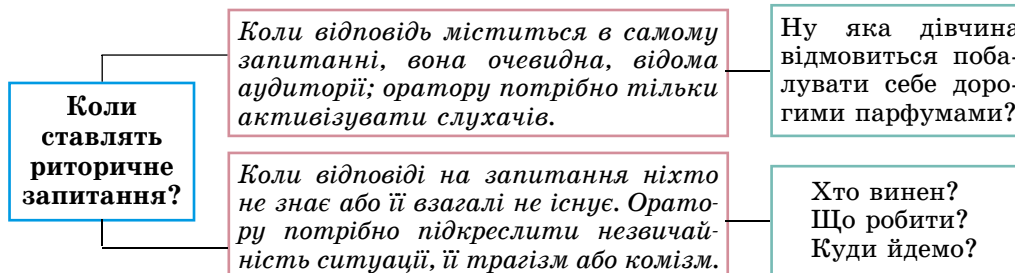 Коли
ставлять
риторичне
запитання?
Коли відповідь міститься в самому
запитанні, вона очевидна, відома
аудиторії; оратору потрібно тільки
активізувати слухачів.
Ну яка дівчина
відмовиться поба-
лувати себе доро-
гими парфумами?
Коли відповіді на запитання ніхто
не знає або її взагалі не існує. Орато-
ру потрібно підкреслити незвичай-
ність ситуації, її трагізм або комізм.
Хто винен?
Що робити?
Куди йдемо?